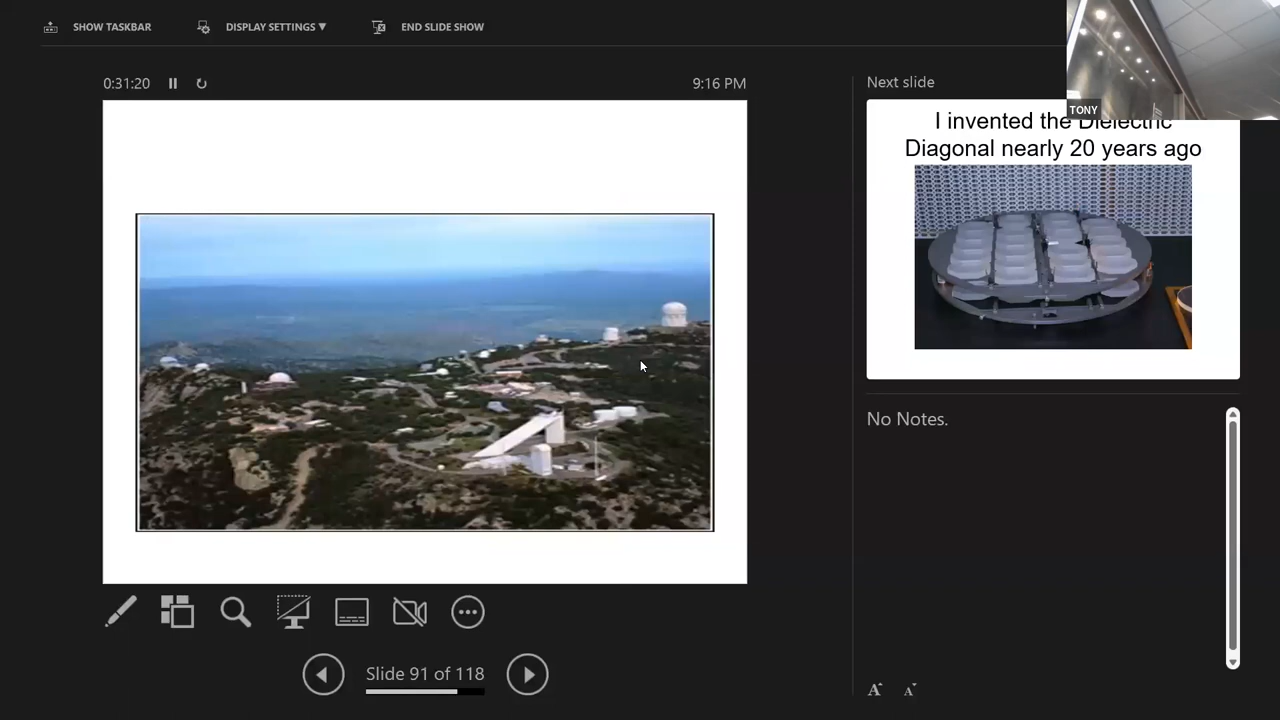 SHOW TASKBAR
DISPLAY SETTINGS ▼
END SLIDE SHOW
0:31:20
9:16 PM
Next slide
TONY
I invented the Dielectric
Diagonal nearly 20 years ago
No Notes.
Slide 91 of 118
A
A